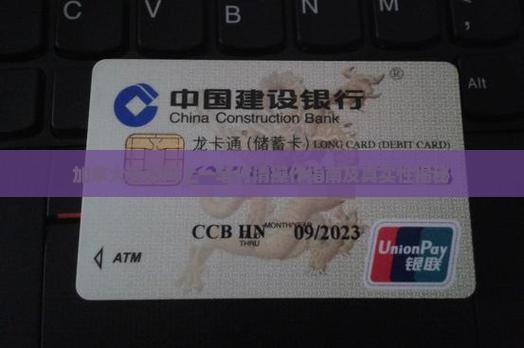 C
V
B
N
M
Alt
®
中国建设银行
China Construction Bank
龙卡通(储蓄卡) LONG CARD (DEBIT CARD)
MONTH/YEAR
CCB HN 09/2023
THRU
ATM
UnionPay
银联